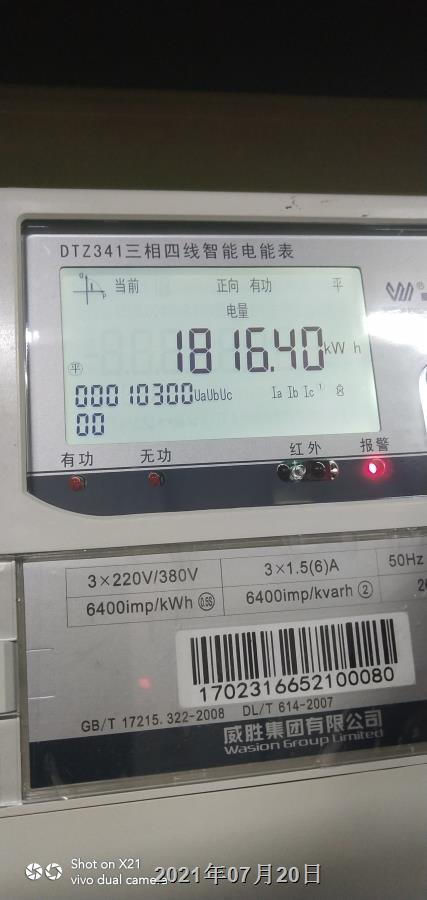 DTZ341三相四线智能电能表
当前 正向 有功 平
电量
1816.40kWh
平
00010300UaUbUc Ia Ib Ic
00
有功 无功 红外 报警
3×220V/380V 3×1.5(6)A 50Hz
6400imp/kWh 0.5S 6400imp/kvarh ②
1702316652100080
GB/T 17215.322-2008 DL/T 614-2007
威胜集团有限公司
Wasion Group Limited
Shot on X21
vivo dual camera
2021年07月20日